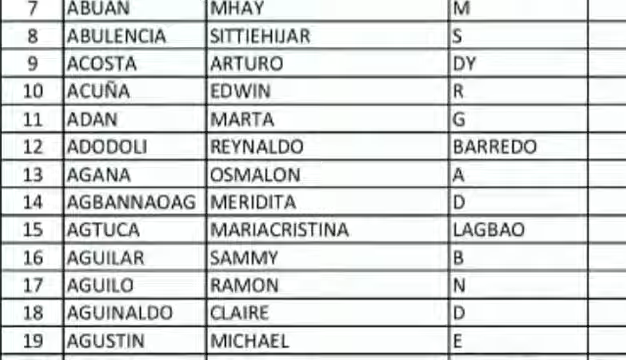 7 ABUAN MHAY M
8 ABULENCIA SITTIEHIJAR S
9 ACOSTA ARTURO DY
10 ACUÑA EDWIN R
11 ADAN MARTA G
12 ADODOLI REYNALDO BARREDO
13 AGANA OSMALON A
14 AGBANNAOAG MERIDITA D
15 AGTUCA MARIACRISTINA LAGBAO
16 AGUILAR SAMMY B
17 AGUILO RAMON N
18 AGUINALDO CLAIRE D
19 AGUSTIN MICHAEL E